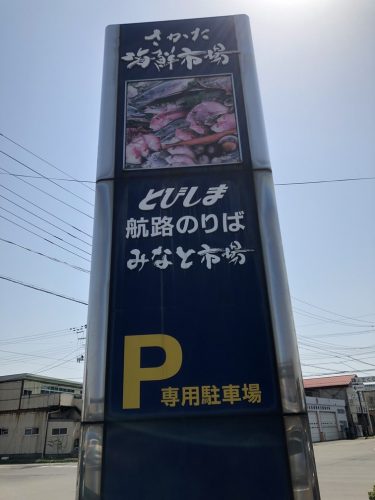 さかた
海鮮市場
とびしま
航路のりば
みなと市場
P専用駐車場